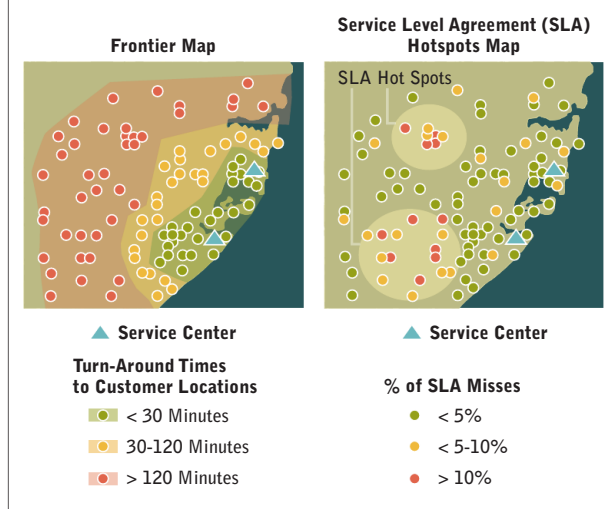 Frontier Map
Service Level Agreement (SLA)
Hotspots Map
SLA Hot Spots
Service Center
Turn-Around Times
to Customer Locations
< 30 Minutes
30-120 Minutes
> 120 Minutes
Service Center
% of SLA Misses
< 5%
< 5-10%
> 10%